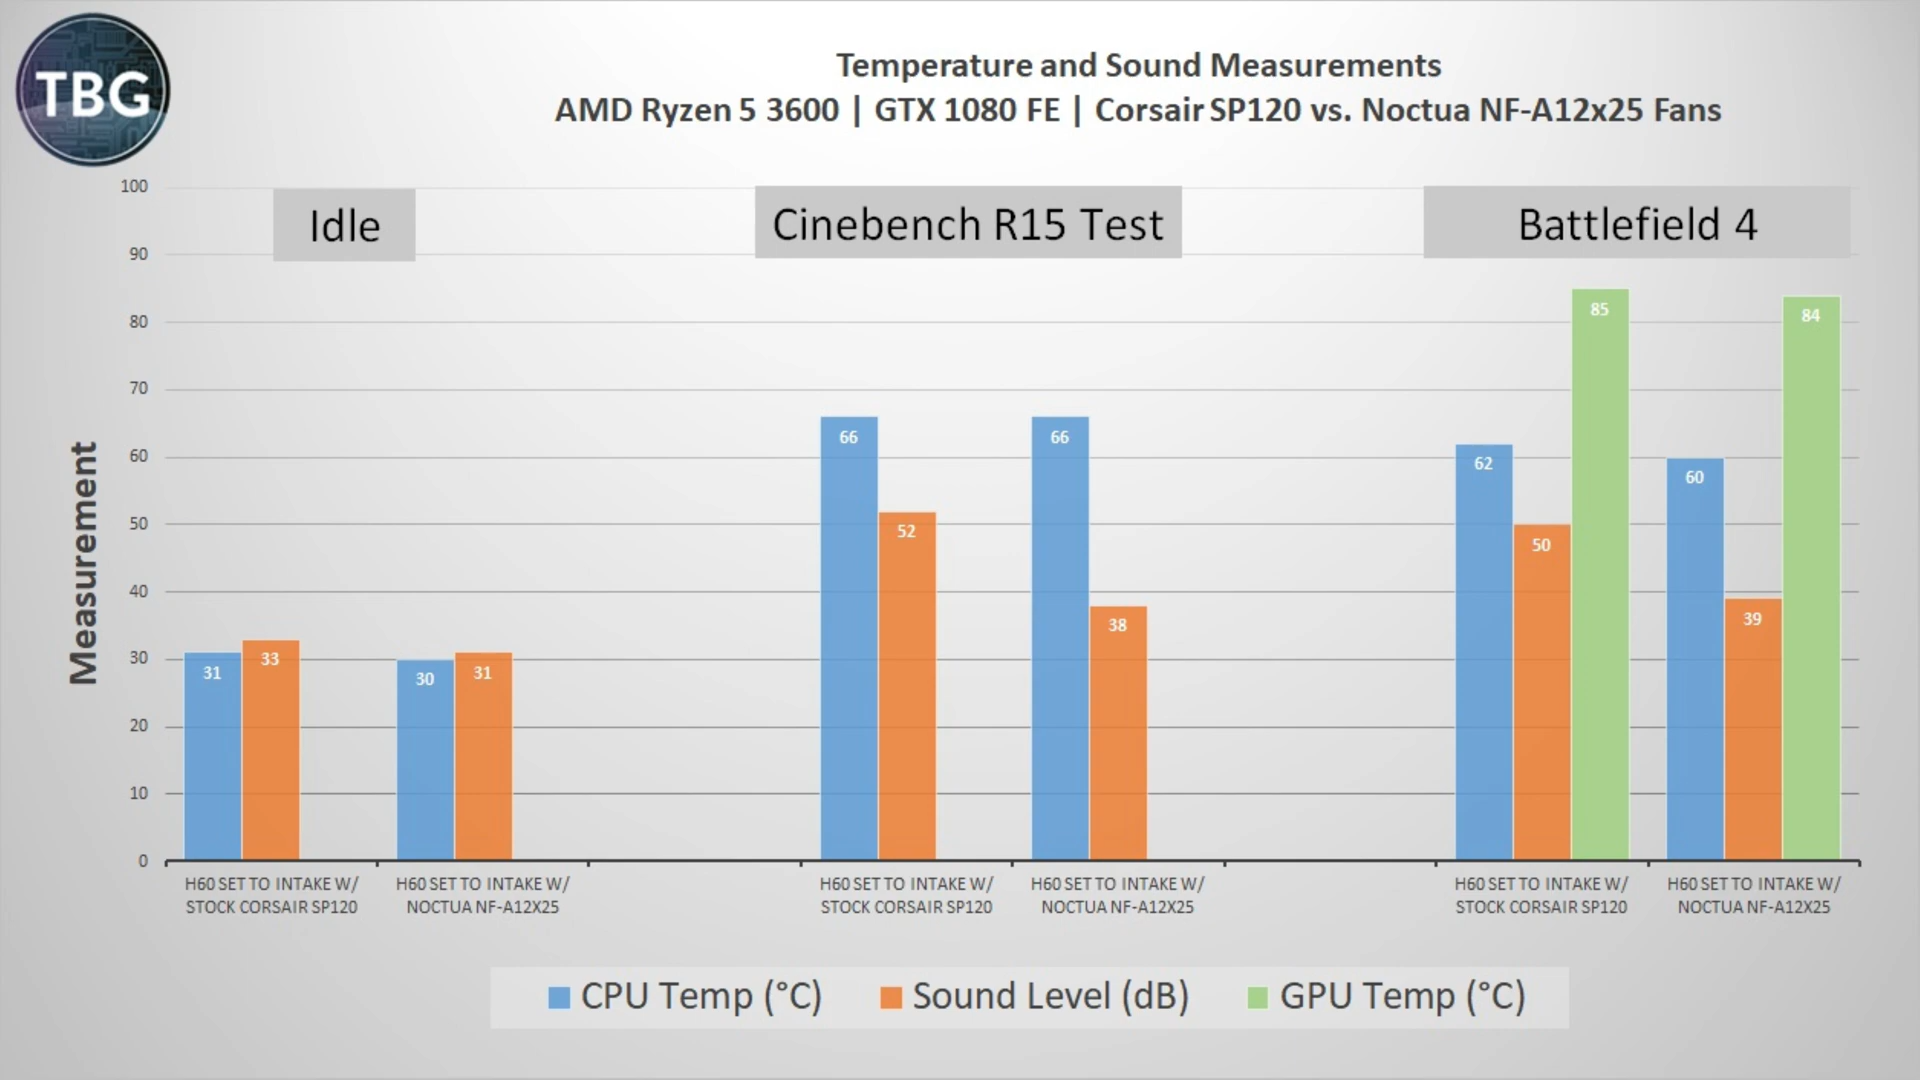 TBG
Temperature and Sound Measurements
AMD Ryzen 5 3600 | GTX 1080 FE | Corsair SP120 vs. Noctua NF-A12x25 Fans
Idle
Cinebench R15 Test
Battlefield 4
Measurement
100
90
80
70
60
50
40
30
20
10
0
31
33
30
31
66
52
66
38
62
50
85
60
39
84
H60 SET TO INTAKE W/
STOCK CORSAIR SP120
H60 SET TO INTAKE W/
NOCTUA NF-A12X25
H60 SET TO INTAKE W/
STOCK CORSAIR SP120
H60 SET TO INTAKE W/
NOCTUA NF-A12X25
H60 SET TO INTAKE W/
STOCK CORSAIR SP120
H60 SET TO INTAKE W/
NOCTUA NF-A12X25
CPU Temp (°C)
Sound Level (dB)
GPU Temp (°C)